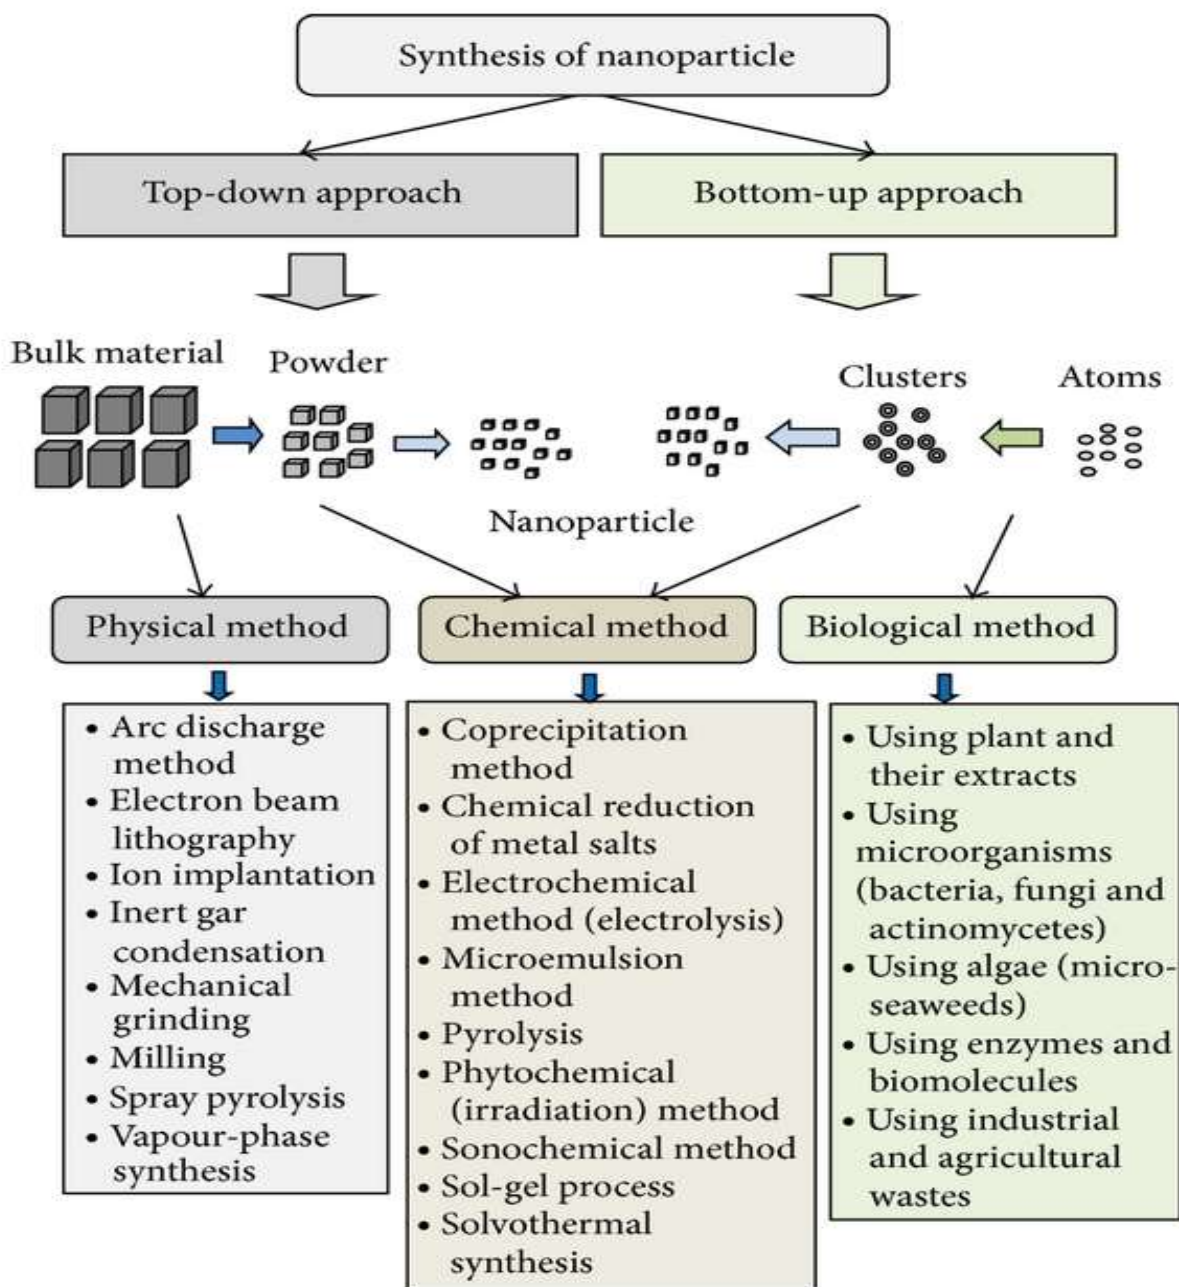 Synthesis of nanoparticle
Top-down approach
Bottom-up approach
Bulk material
Powder
Clusters
Atoms
Nanoparticle
Physical method
Chemical method
Biological method
• Arc discharge
method
• Electron beam
lithography
• Ion implantation
• Inert gar
condensation
• Mechanical
grinding
• Milling
• Spray pyrolysis
• Vapour-phase
synthesis
• Coprecipitation
method
• Chemical reduction
of metal salts
• Electrochemical
method (electrolysis)
• Microemulsion
method
• Pyrolysis
• Phytochemical
(irradiation) method
• Sonochemical method
• Sol-gel process
• Solvothermal
synthesis
• Using plant and
their extracts
• Using
microorganisms
(bacteria, fungi and
actinomycetes)
• Using algae (micro-
seaweeds)
• Using enzymes and
biomolecules
• Using industrial
and agricultural
wastes